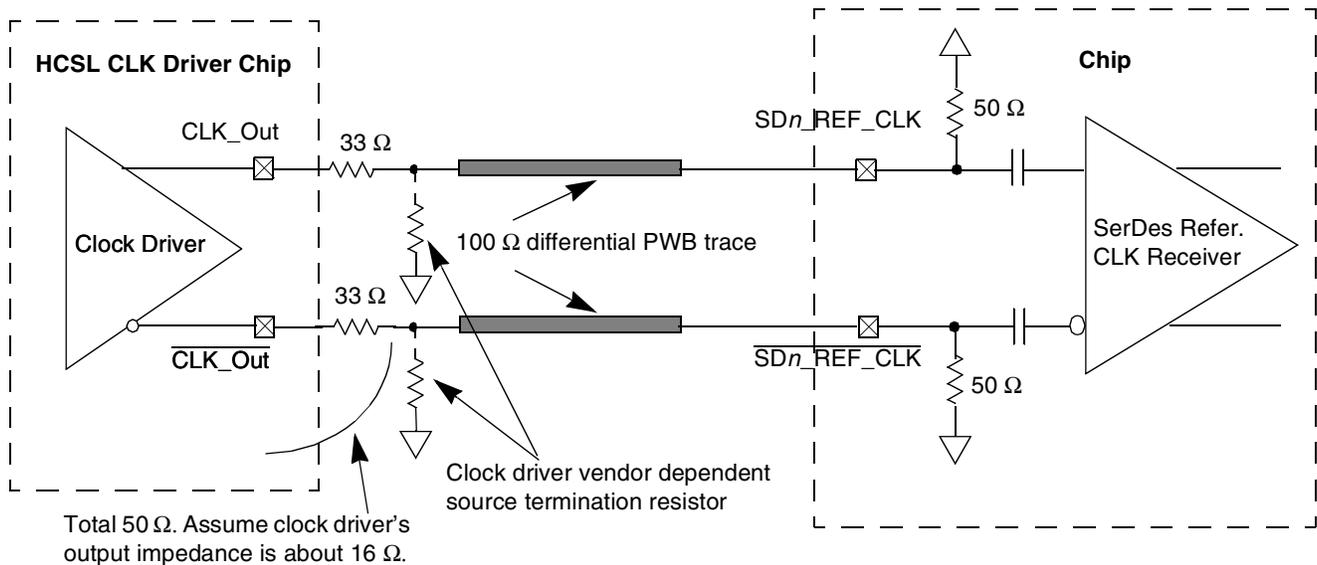 HCSL CLK Driver Chip
Chip
CLK_Out
33 Ω
SDn_REF_CLK
50 Ω
Clock Driver
100 Ω differential PWB trace
SerDes Refer.
CLK Receiver
33 Ω
CLK_Out
SDn_REF_CLK
50 Ω
Clock driver vendor dependent
source termination resistor
Total 50 Ω. Assume clock driver's
output impedance is about 16 Ω.